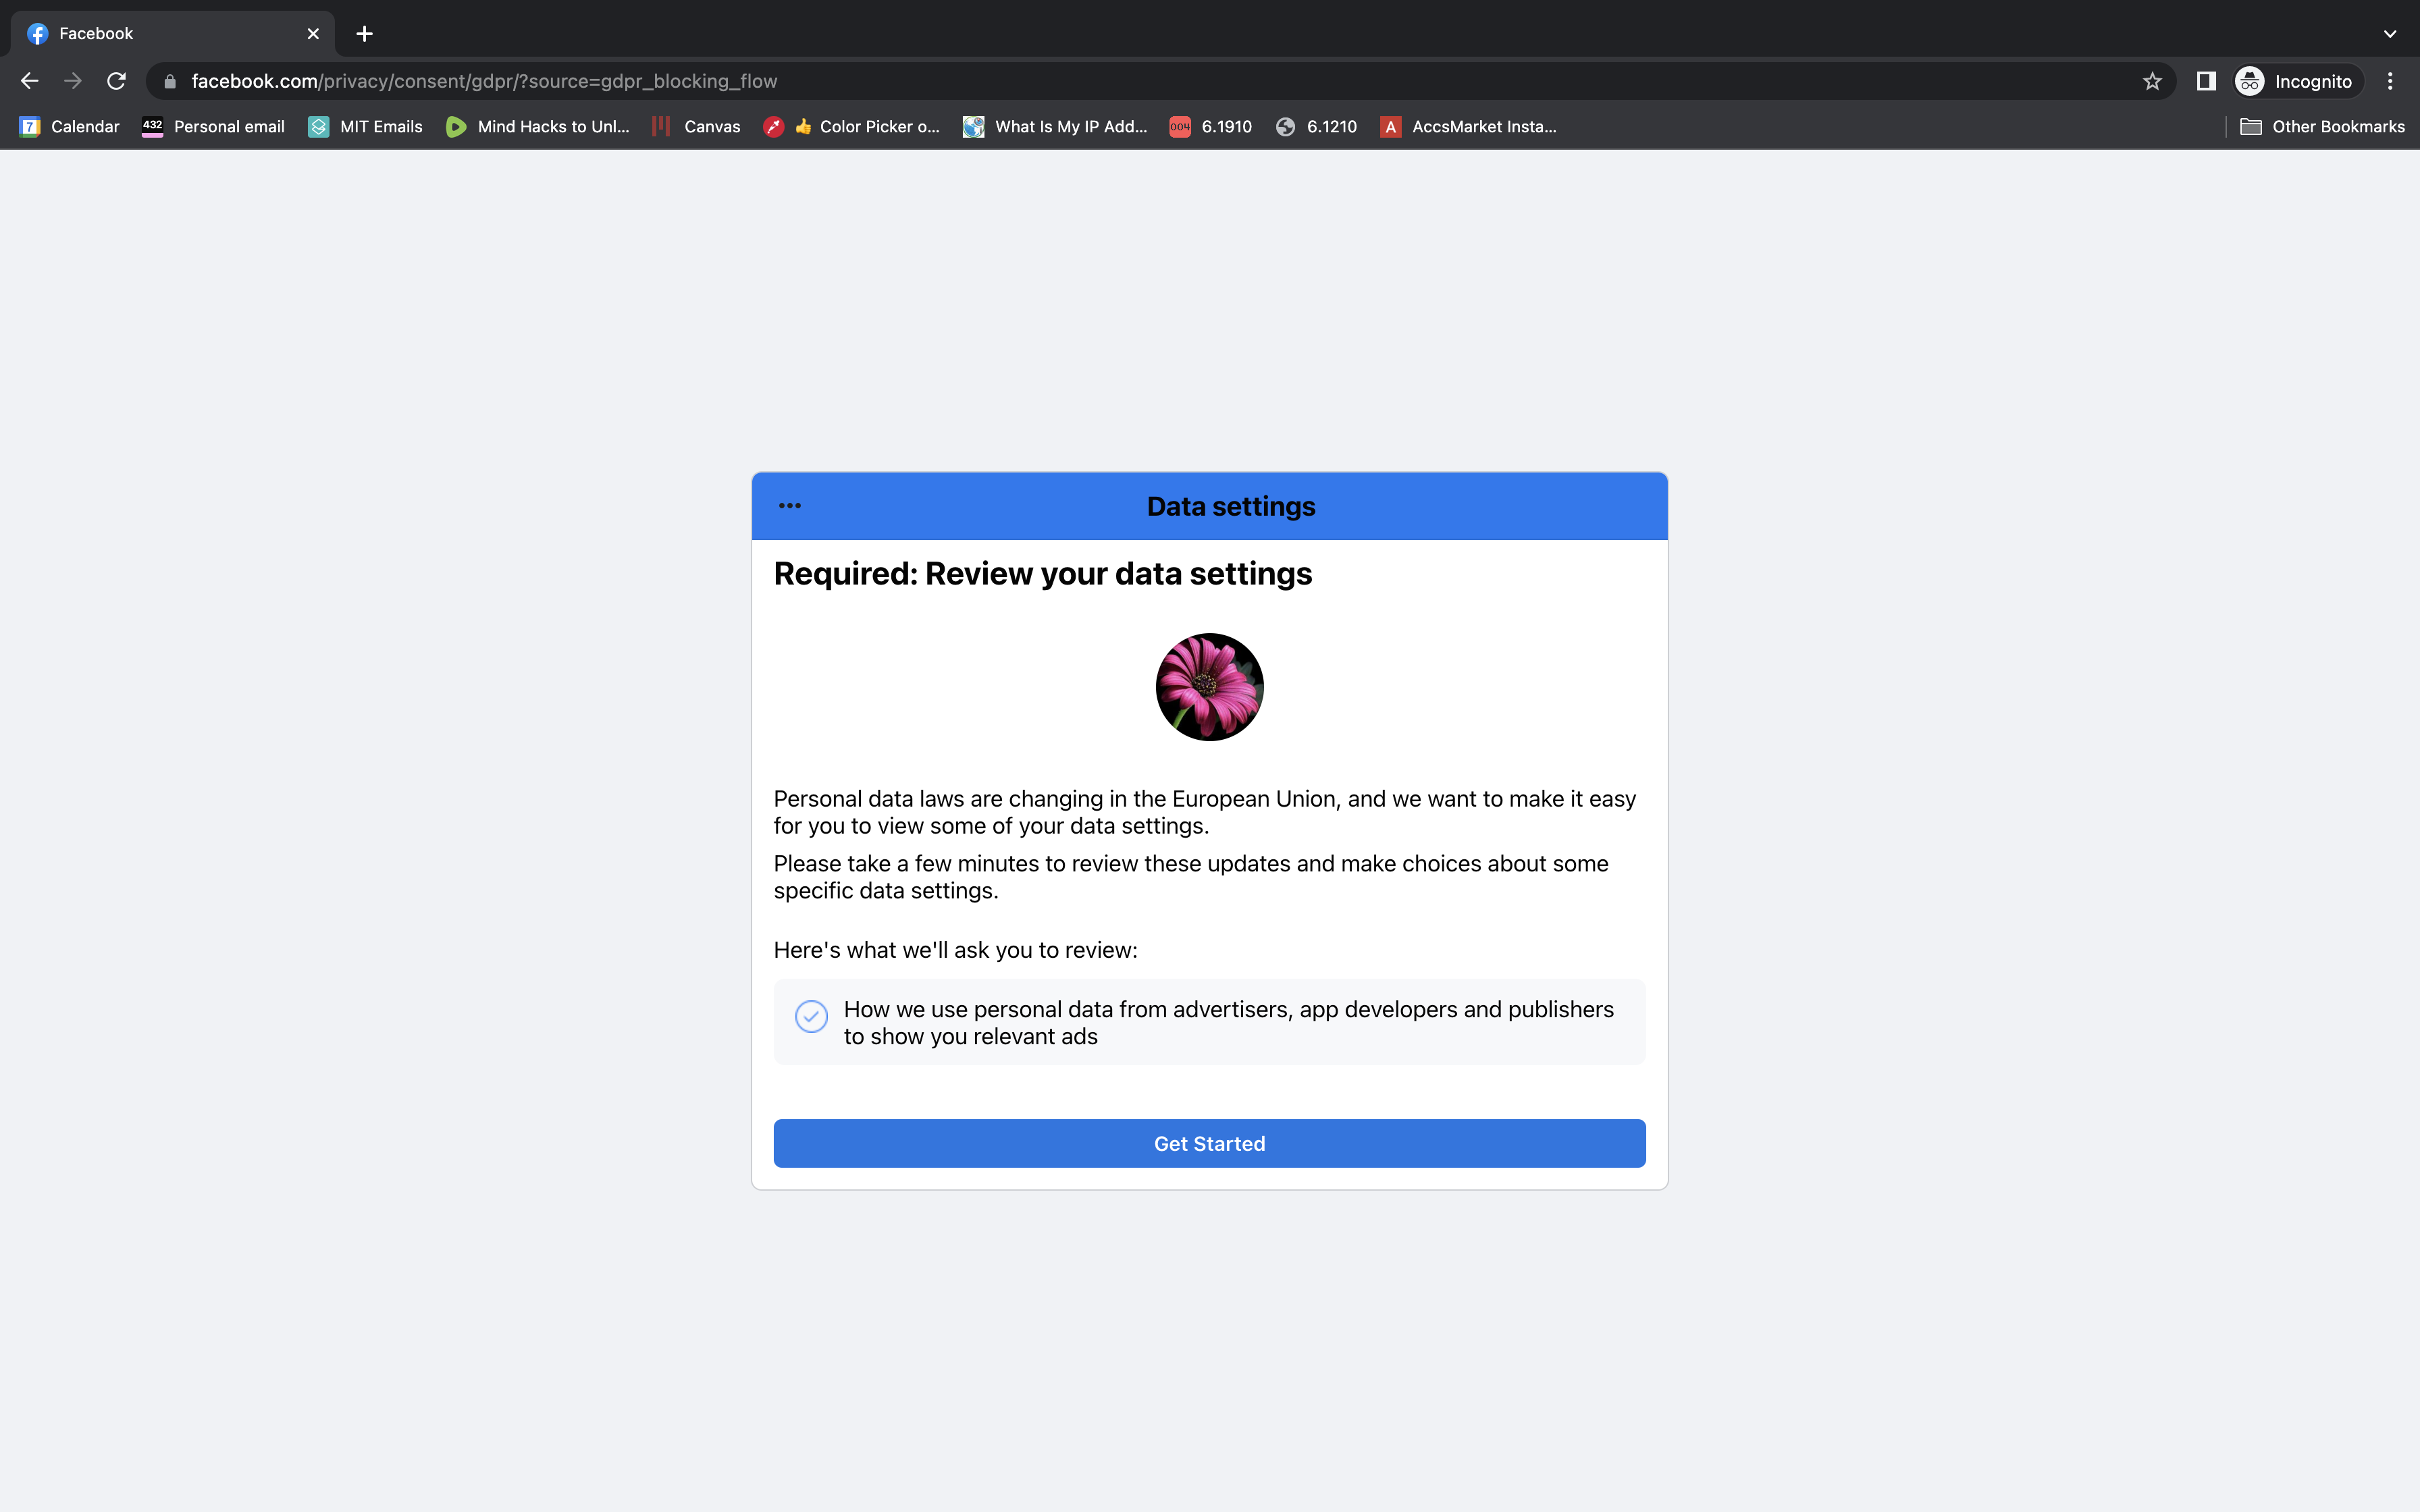 Facebook
facebook.com/privacy/consent/gdpr/?source=gdpr_blocking_flow
Incognito
Calendar
432 Personal email
MIT Emails
Mind Hacks to Unl...
Canvas
👍 Color Picker o...
What Is My IP Add...
004 6.1910
6.1210
A AccsMarket Insta...
Other Bookmarks
Data settings
Required: Review your data settings
Personal data laws are changing in the European Union, and we want to make it easy
for you to view some of your data settings.
Please take a few minutes to review these updates and make choices about some
specific data settings.
Here's what we'll ask you to review:
How we use personal data from advertisers, app developers and publishers
to show you relevant ads
Get Started